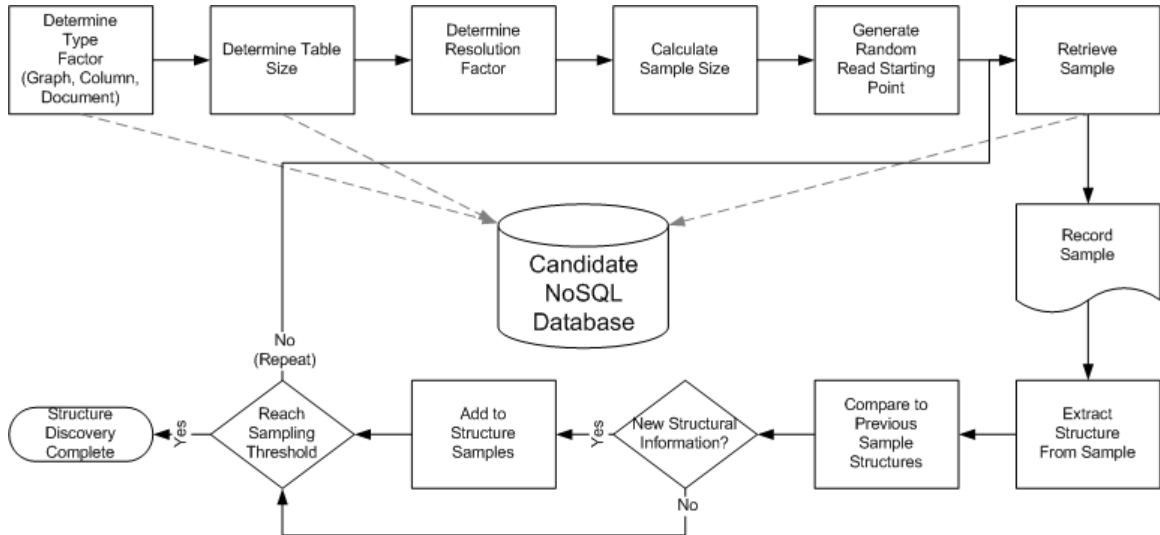 Determine
Type
Factor
(Graph, Column,
Document)
Determine Table
Size
Determine
Resolution
Factor
Calculate
Sample Size
Generate
Random
Read Starting
Point
Retrieve
Sample
Candidate
NoSQL
Database
Record
Sample
No
(Repeat)
Structure
Discovery
Complete
Yes
Reach
Sampling
Threshold
Add to
Structure
Samples
Yes
New Structural
Information?
No
Compare to
Previous
Sample
Structures
Extract
Structure
From Sample